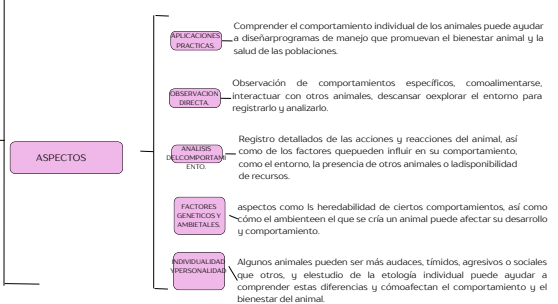 APLICACIONES
PRACTICAS.
Comprender el comportamiento individual de los animales puede ayudar
a diseñarprogramas de manejo que promuevan el bienestar animal y la
salud de las poblaciones.
OBSERVACION
DIRECTA.
Observación de comportamientos específicos, comoalimentarse,
interactuar con otros animales, descansar oexplorar el entorno para
registrarlo y analizarlo.
ASPECTOS
ANALISIS
DELCOMPORTAMI
ENTO.
Registro detallados de las acciones y reacciones del animal, así
como de los factores quepueden influir en su comportamiento,
como el entorno, la presencia de otros animales o ladisponibilidad
de recursos.
FACTORES
GENETICOS Y
AMBIETALES.
aspectos como ls heredabilidad de ciertos comportamientos, así como
cómo el ambienteen el que se cría un animal puede afectar su desarrollo
y comportamiento.
INDIVIDUALIDAD
YPERSONALIDAD
Algunos animales pueden ser más audaces, tímidos, agresivos o sociales
que otros, y elestudio de la etología individual puede ayudar a
comprender estas diferencias y cómoafectan el comportamiento y el
bienestar del animal.